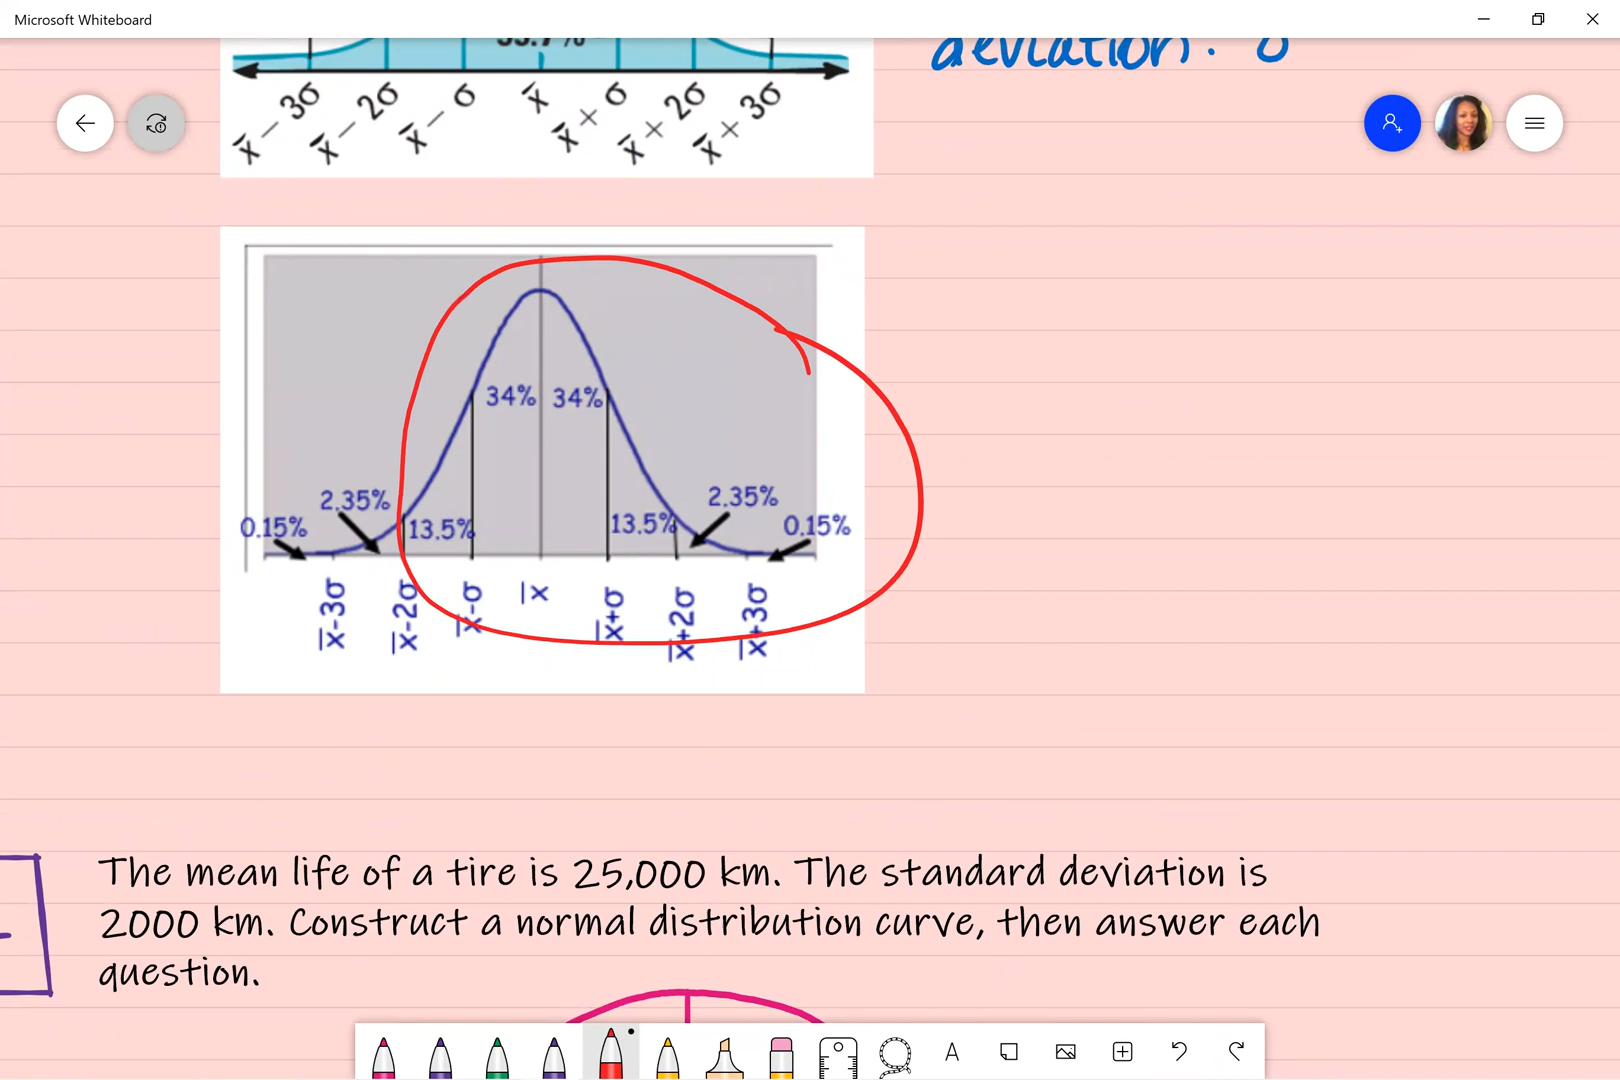 Microsoft Whiteboard
deviation: σ
x̄ − 3σ
x̄ − 2σ
x̄ − σ
x̄
x̄ + σ
x̄ + 2σ
x̄ + 3σ
34% 34%
2.35% 2.35%
0.15% 13.5% 13.5% 0.15%
x̄-3σ
x̄-2σ
x̄-σ
x̄
x̄+σ
x̄+2σ
x̄+3σ
The mean life of a tire is 25,000 km. The standard deviation is
2000 km. Construct a normal distribution curve, then answer each
question.
A